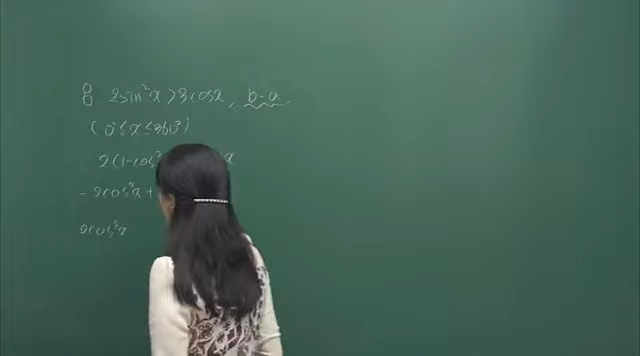 8 2sin²x>3cosx, b-a
(0°≤x≤360°)
2(1-cos² x
-2cos²x+
2cos²x